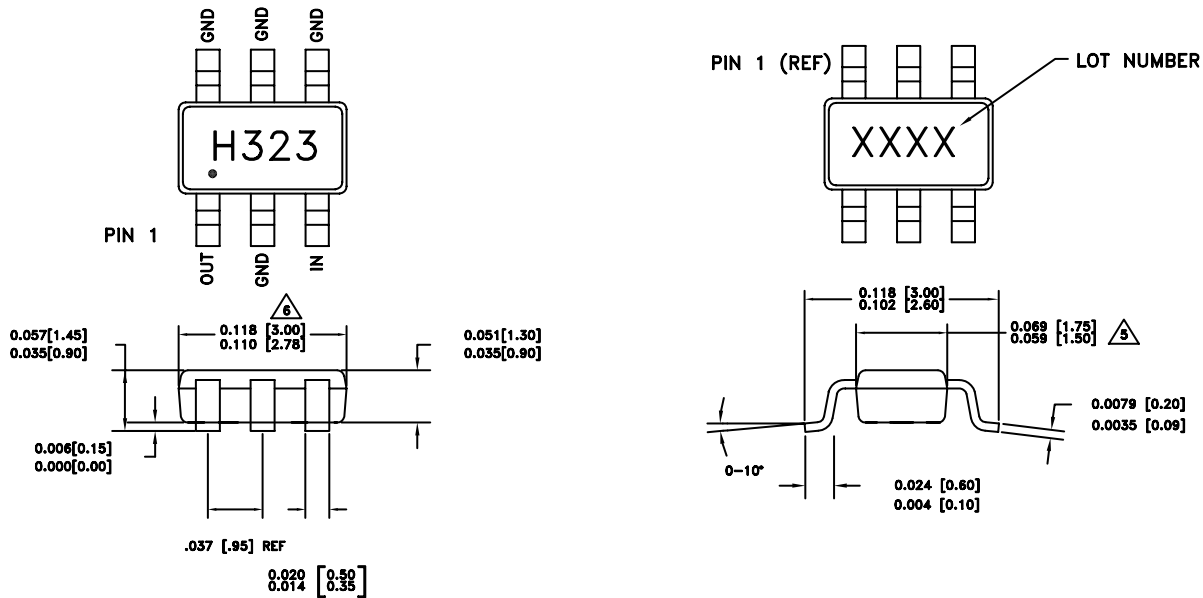 GND GND GND
H323
PIN 1
OUT GND IN
PIN 1 (REF)
LOT NUMBER
XXXX
6
0.057[1.45]
0.035[0.90]
0.118 [3.00]
0.110 [2.78]
0.051[1.30]
0.035[0.90]
0.006[0.15]
0.000[0.00]
.037 [.95] REF
0.020 [0.50]
0.014 [0.35]
0.118 [3.00]
0.102 [2.60]
0.069 [1.75]
0.059 [1.50]
5
0.0079 [0.20]
0.0035 [0.09]
0-10°
0.024 [0.60]
0.004 [0.10]